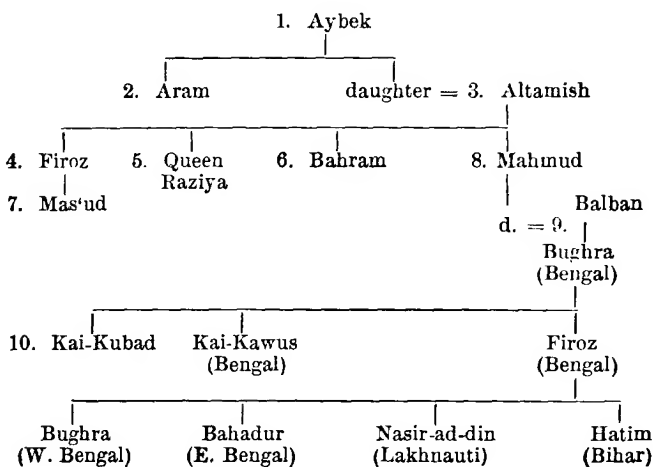 1. Aybek
2. Aram daughter = 3. Altamish
4. Firoz 5. Queen 6. Bahram 8. Mahmud
Raziya
7. Mas‘ud Balban
d. = 9.
Bughra
(Bengal)
10. Kai-Kubad Kai-Kawus Firoz
(Bengal) (Bengal)
Bughra Bahadur Nasir-ad-din Hatim
(W. Bengal) (E. Bengal) (Lakhnauti) (Bihar)